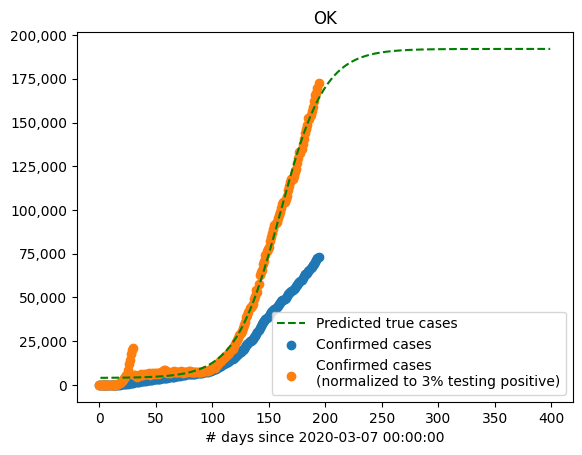 OK
200,000
175,000
150,000
125,000
100,000
75,000
50,000
25,000
0
Predicted true cases
Confirmed cases
Confirmed cases
(normalized to 3% testing positive)
0 50 100 150 200 250 300 350 400
# days since 2020-03-07 00:00:00